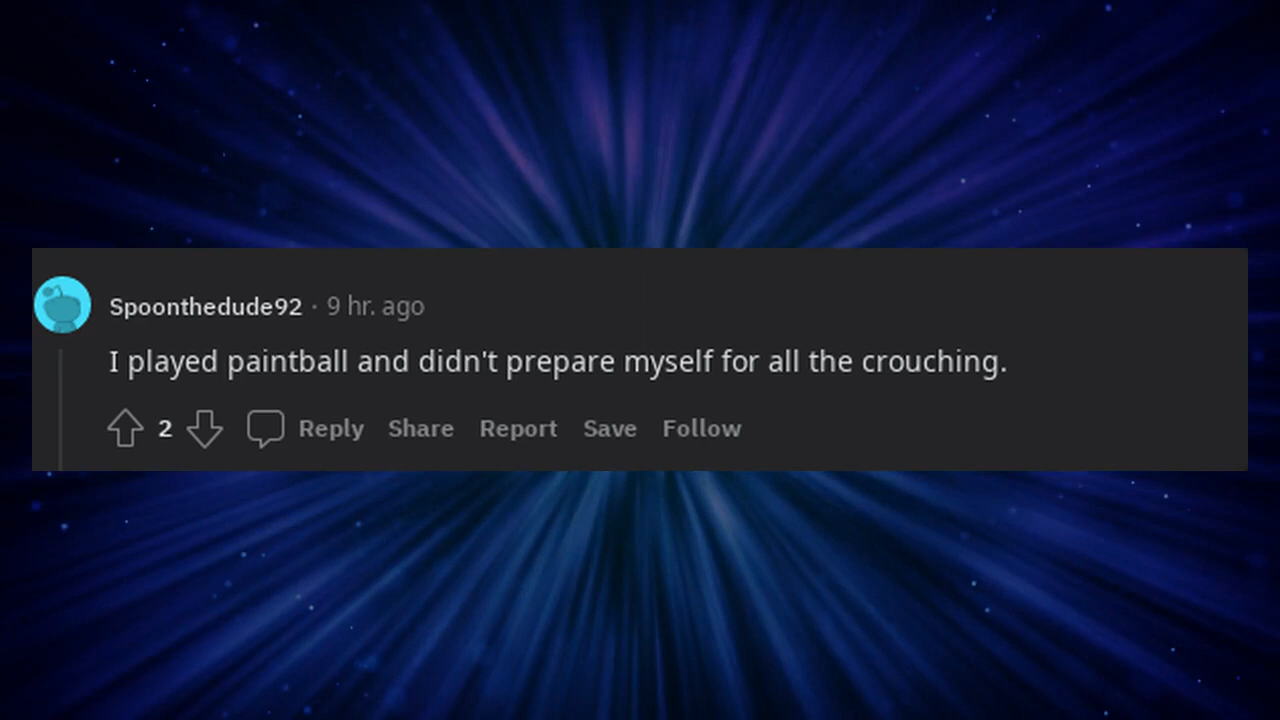 Spoonthedude92 · 9 hr. ago
I played paintball and didn't prepare myself for all the crouching.
2 Reply Share Report Save Follow